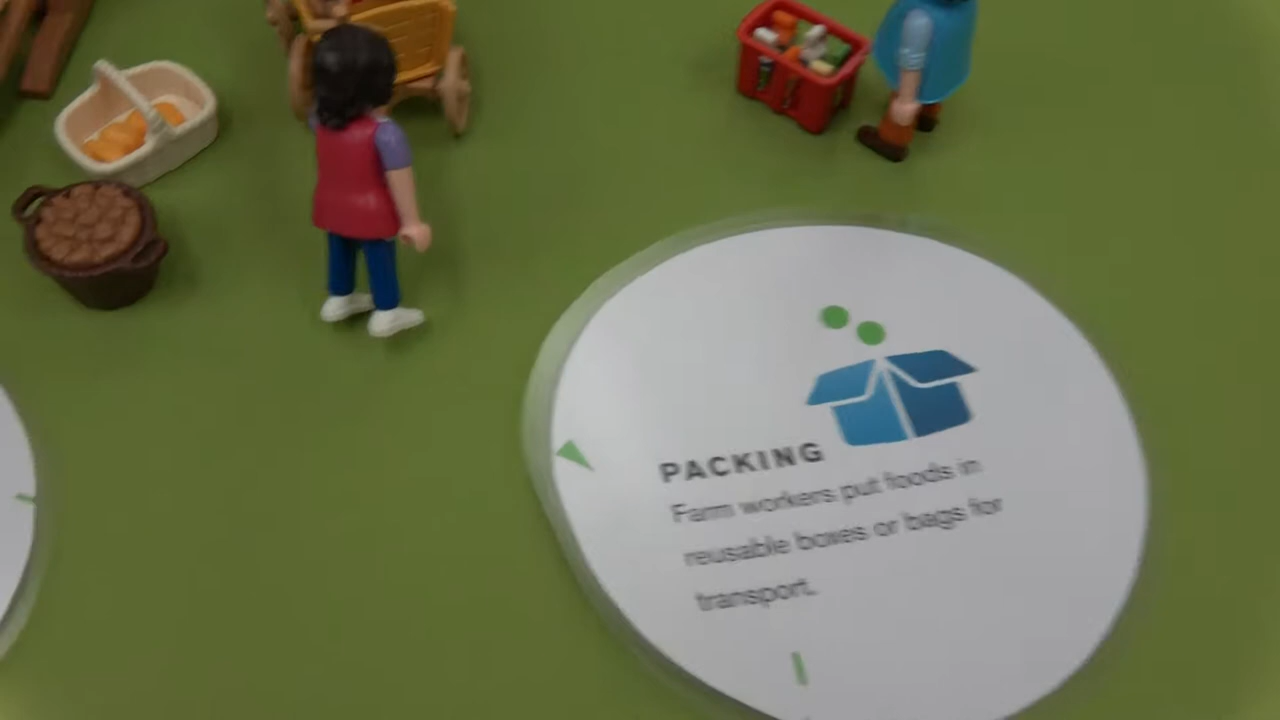 PACKING
Farm workers put foods in
reusable boxes or bags for
transport.